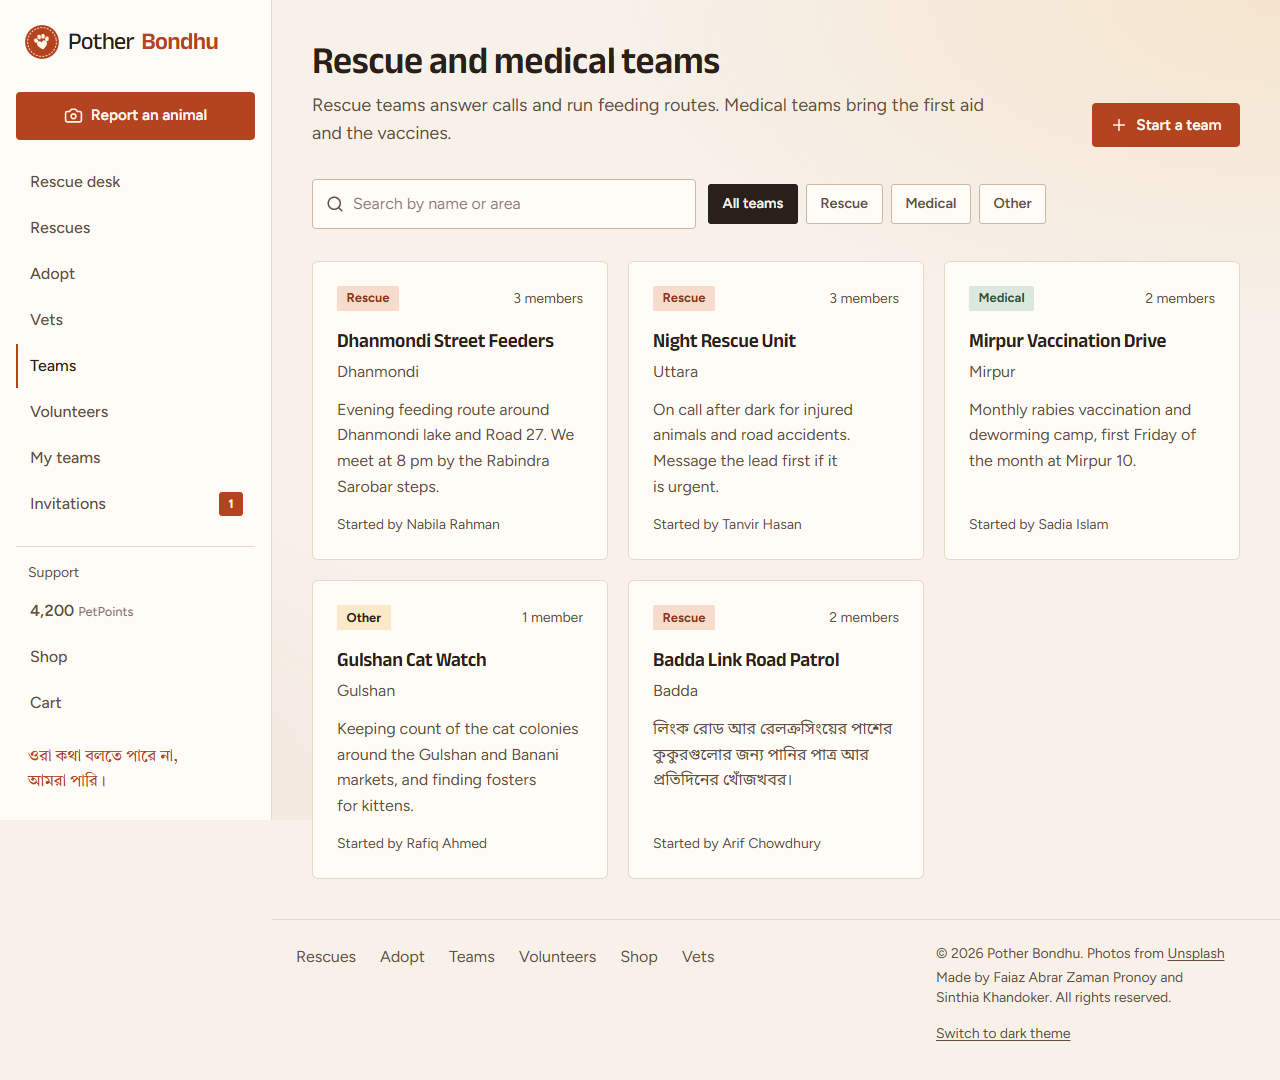 Pother Bondhu
Report an animal
Rescue desk
Rescues
Adopt
Vets
Teams
Volunteers
My teams
Invitations 1
Support
4,200 PetPoints
Shop
Cart
ওরা কথা বলতে পারে না,
আমরা পারি।
Rescue and medical teams
Rescue teams answer calls and run feeding routes. Medical teams bring the first aid
and the vaccines.
Start a team
Search by name or area
All teams Rescue Medical Other
Rescue 3 members
Dhanmondi Street Feeders
Dhanmondi
Evening feeding route around
Dhanmondi lake and Road 27. We
meet at 8 pm by the Rabindra
Sarobar steps.
Started by Nabila Rahman
Rescue 3 members
Night Rescue Unit
Uttara
On call after dark for injured
animals and road accidents.
Message the lead first if it
is urgent.
Started by Tanvir Hasan
Medical 2 members
Mirpur Vaccination Drive
Mirpur
Monthly rabies vaccination and
deworming camp, first Friday of
the month at Mirpur 10.
Started by Sadia Islam
Other 1 member
Gulshan Cat Watch
Gulshan
Keeping count of the cat colonies
around the Gulshan and Banani
markets, and finding fosters
for kittens.
Started by Rafiq Ahmed
Rescue 2 members
Badda Link Road Patrol
Badda
লিংক রোড আর রেলক্রসিংয়ের পাশের
কুকুরগুলোর জন্য পানির পাত্র আর
প্রতিদিনের খোঁজখবর।
Started by Arif Chowdhury
Rescues Adopt Teams Volunteers Shop Vets
© 2026 Pother Bondhu. Photos from Unsplash
Made by Faiaz Abrar Zaman Pronoy and
Sinthia Khandoker. All rights reserved.
Switch to dark theme